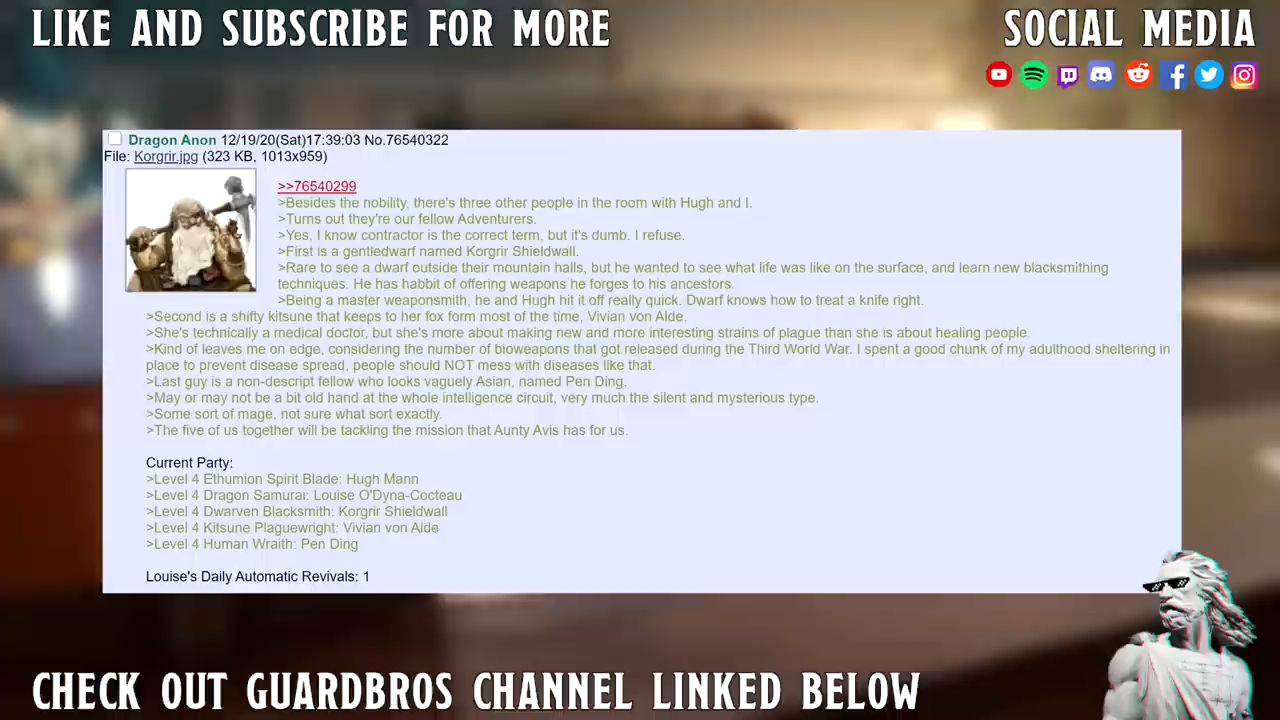 LIKE AND SUBSCRIBE FOR MORE
SOCIAL MEDIA
Dragon Anon 12/19/20(Sat)17:39:03 No.76540322
File: Korgrir.jpg (323 KB, 1013x959)
>>76540299
>Besides the nobility, there's three other people in the room with Hugh and I.
>Turns out they're our fellow Adventurers.
>Yes, I know contractor is the correct term, but it's dumb. I refuse.
>First is a gentledwarf named Korgrir Shieldwall.
>Rare to see a dwarf outside their mountain halls, but he wanted to see what life was like on the surface, and learn new blacksmithing
techniques. He has habbit of offering weapons he forges to his ancestors.
>Being a master weaponsmith, he and Hugh hit it off really quick. Dwarf knows how to treat a knife right.
>Second is a shifty kitsune that keeps to her fox form most of the time, Vivian von Alde.
>She's technically a medical doctor, but she's more about making new and more interesting strains of plague than she is about healing people.
>Kind of leaves me on edge, considering the number of bioweapons that got released during the Third World War. I spent a good chunk of my adulthood sheltering in
place to prevent disease spread, people should NOT mess with diseases like that.
>Last guy is a non-descript fellow who looks vaguely Asian, named Pen Ding.
>May or may not be a bit old hand at the whole intelligence circuit, very much the silent and mysterious type.
>Some sort of mage, not sure what sort exactly.
>The five of us together will be tackling the mission that Aunty Avis has for us.
Current Party:
>Level 4 Ethumion Spirit Blade: Hugh Mann
>Level 4 Dragon Samurai: Louise O'Dyna-Cocteau
>Level 4 Dwarven Blacksmith: Korgrir Shieldwall
>Level 4 Kitsune Plaguewright: Vivian von Alde
>Level 4 Human Wraith: Pen Ding
Louise's Daily Automatic Revivals: 1
CHECK OUT GUARDBROS CHANNEL LINKED BELOW